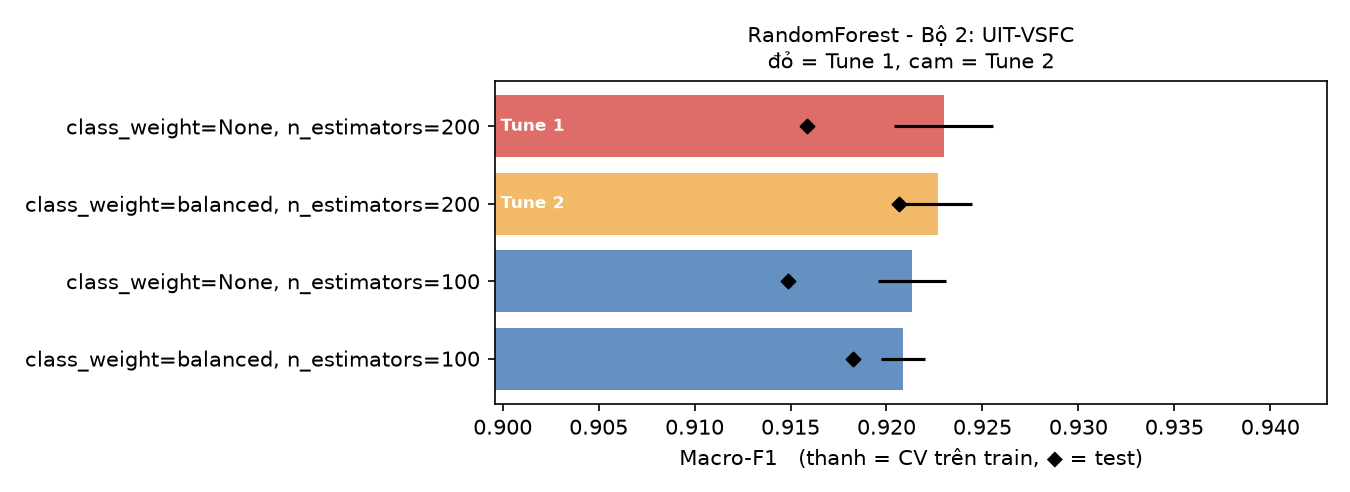 RandomForest - Bộ 2: UIT-VSFC
đỏ = Tune 1, cam = Tune 2
class_weight=None, n_estimators=200
Tune 1
class_weight=balanced, n_estimators=200
Tune 2
class_weight=None, n_estimators=100
class_weight=balanced, n_estimators=100
0.900 0.905 0.910 0.915 0.920 0.925 0.930 0.935 0.940
Macro-F1 (thanh = CV trên train, ◆ = test)